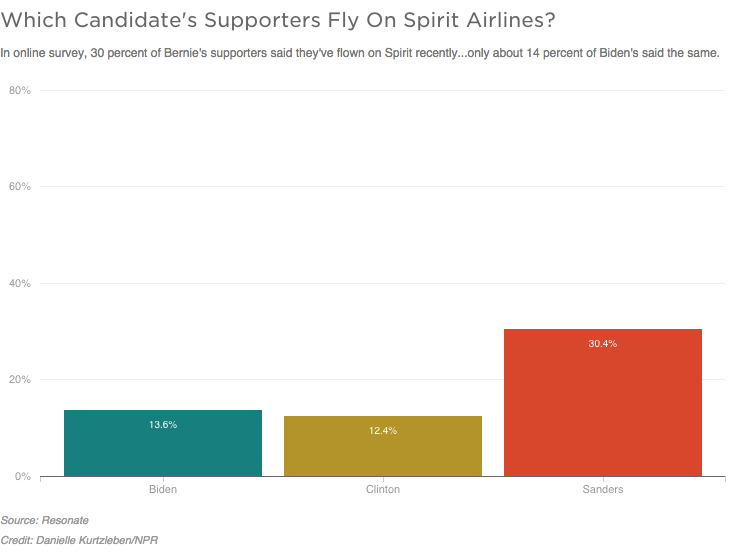 Which Candidate's Supporters Fly On Spirit Airlines?
In online survey, 30 percent of Bernie's supporters said they've flown on Spirit recently...only about 14 percent of Biden's said the same.
80%
60%
40%
20%
0%
13.6%
12.4%
30.4%
Biden
Clinton
Sanders
Source: Resonate
Credit: Danielle Kurtzleben/NPR